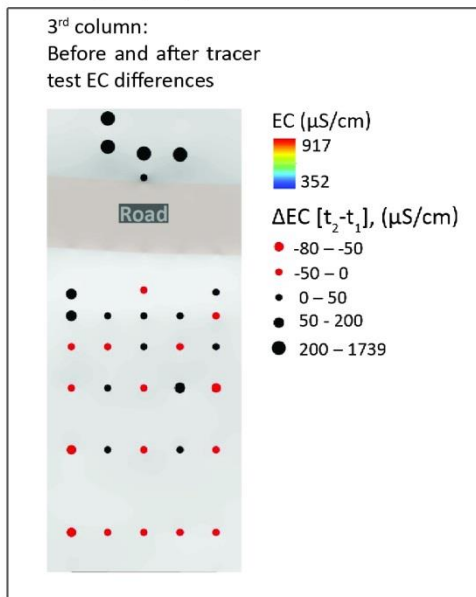 3rd column:
Before and after tracer
test EC differences
Road
EC (µS/cm)
917
352
ΔEC [t2-t1], (µS/cm)
-80 – -50
-50 – 0
0 – 50
50 - 200
200 – 1739